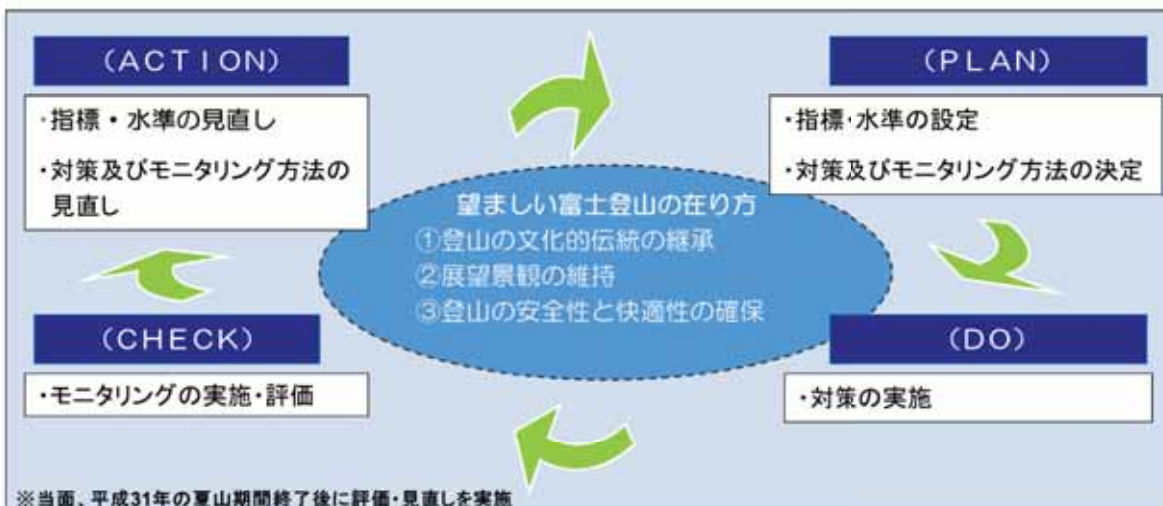 (ACTION)
・指標・水準の見直し
・対策及びモニタリング方法の
見直し
(PLAN)
・指標・水準の設定
・対策及びモニタリング方法の決定
望ましい富士登山の在り方
①登山の文化的伝統の継承
②展望景観の維持
③登山の安全性と快適性の確保
(CHECK)
・モニタリングの実施・評価
(DO)
・対策の実施
※当面、平成31年の夏山期間終了後に評価・見直しを実施